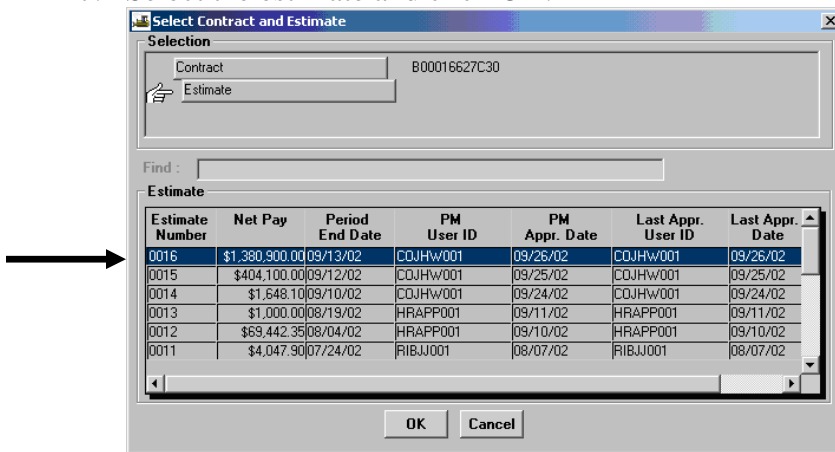 Select Contract and Estimate
Selection
Contract B00016627C30
Estimate
Find :
Estimate
Estimate Number Net Pay Period End Date PM User ID PM Appr. Date Last Appr. User ID Last Appr. Date
0016 $1,380,900.00 09/13/02 COJHW001 09/26/02 COJHW001 09/26/02
0015 $404,100.00 09/12/02 COJHW001 09/25/02 COJHW001 09/25/02
0014 $1,648.10 09/10/02 COJHW001 09/24/02 COJHW001 09/24/02
0013 $1,000.00 08/19/02 HRAPP001 09/11/02 HRAPP001 09/11/02
0012 $69,442.35 08/04/02 HRAPP001 09/10/02 HRAPP001 09/10/02
0011 $4,047.90 07/24/02 RIBJJ001 08/07/02 RIBJJ001 08/07/02
OK Cancel